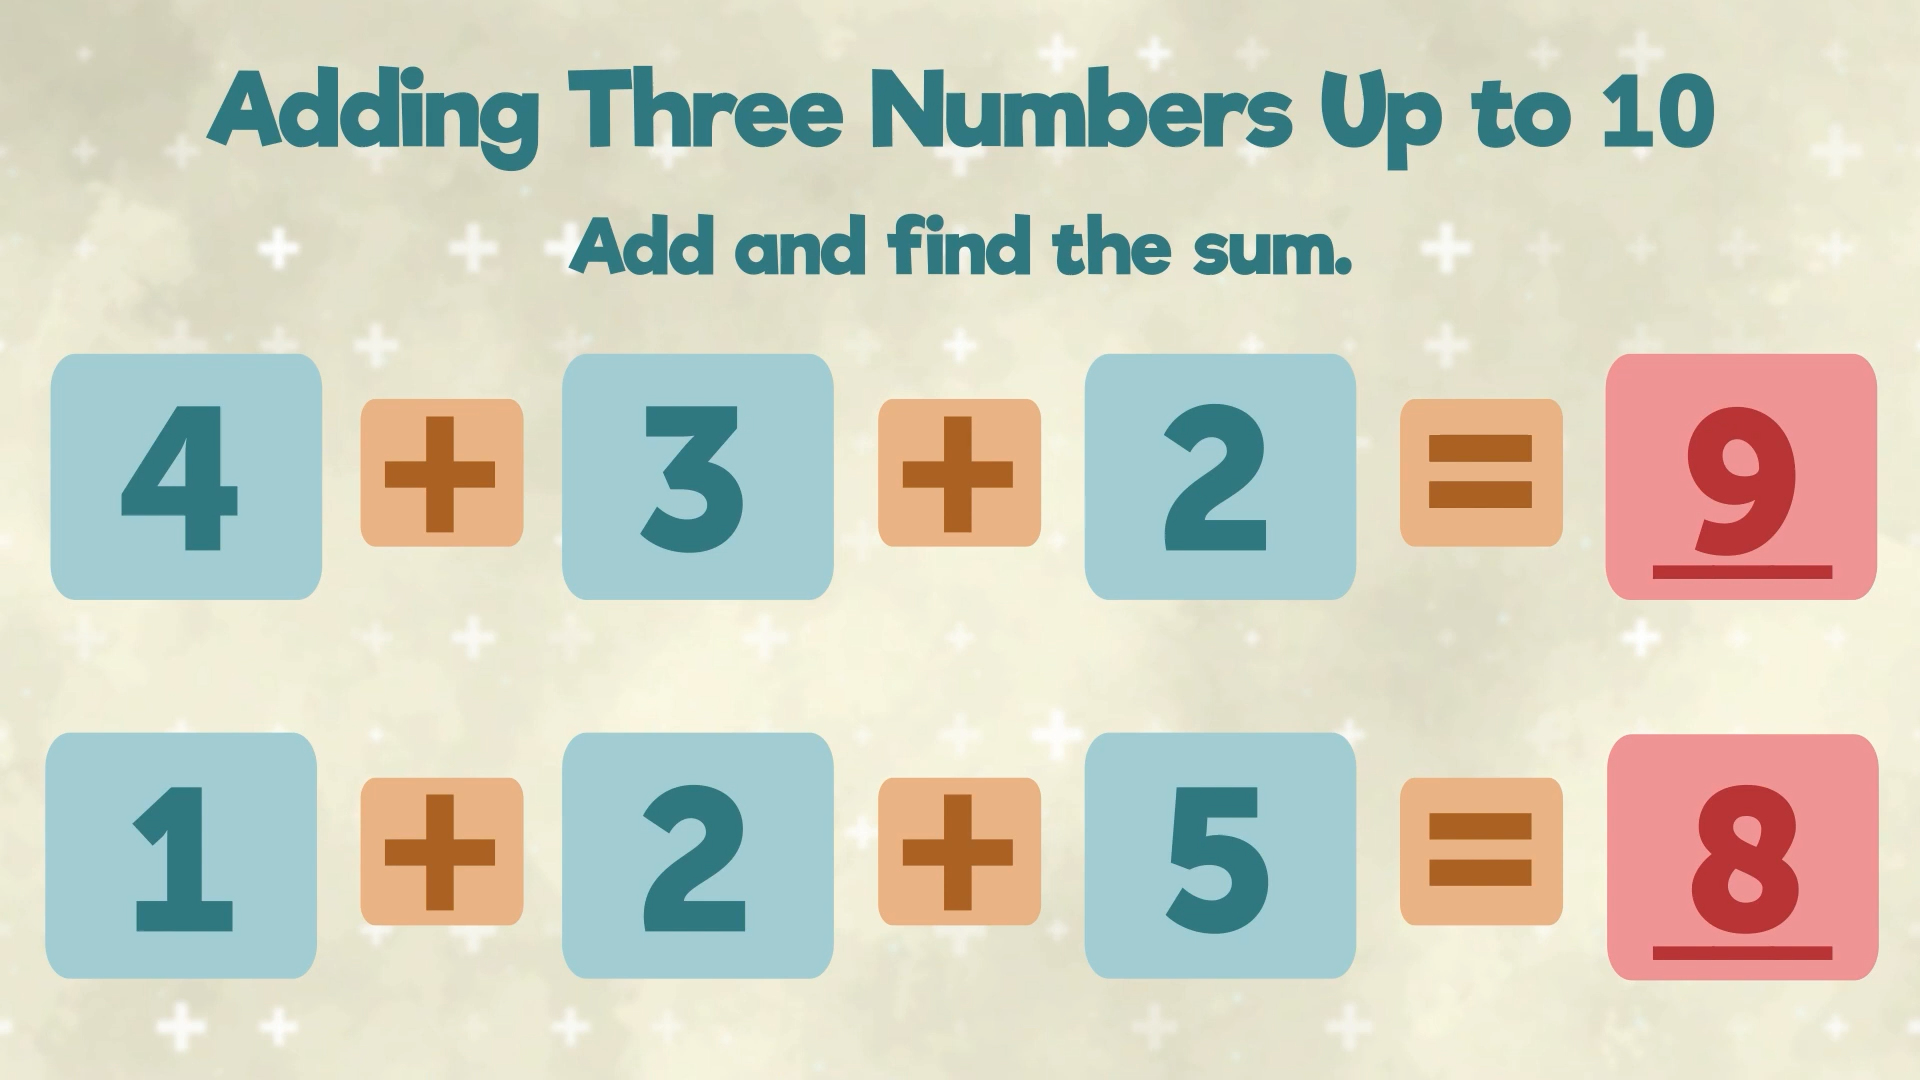 Adding Three Numbers Up to 10
Add and find the sum.
4 + 3 + 2 = 9
1 + 2 + 5 = 8